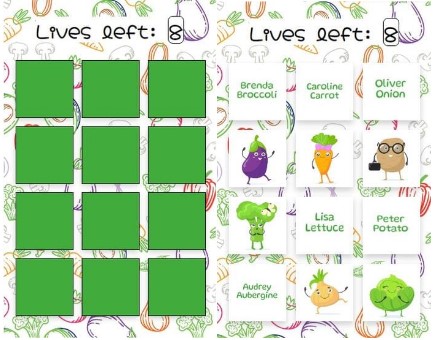 Lives left: 8
Lives left: 8
Brenda
Broccoli
Caroline
Carrot
Oliver
Onion
Lisa
Lettuce
Peter
Potato
Audrey
Aubergine